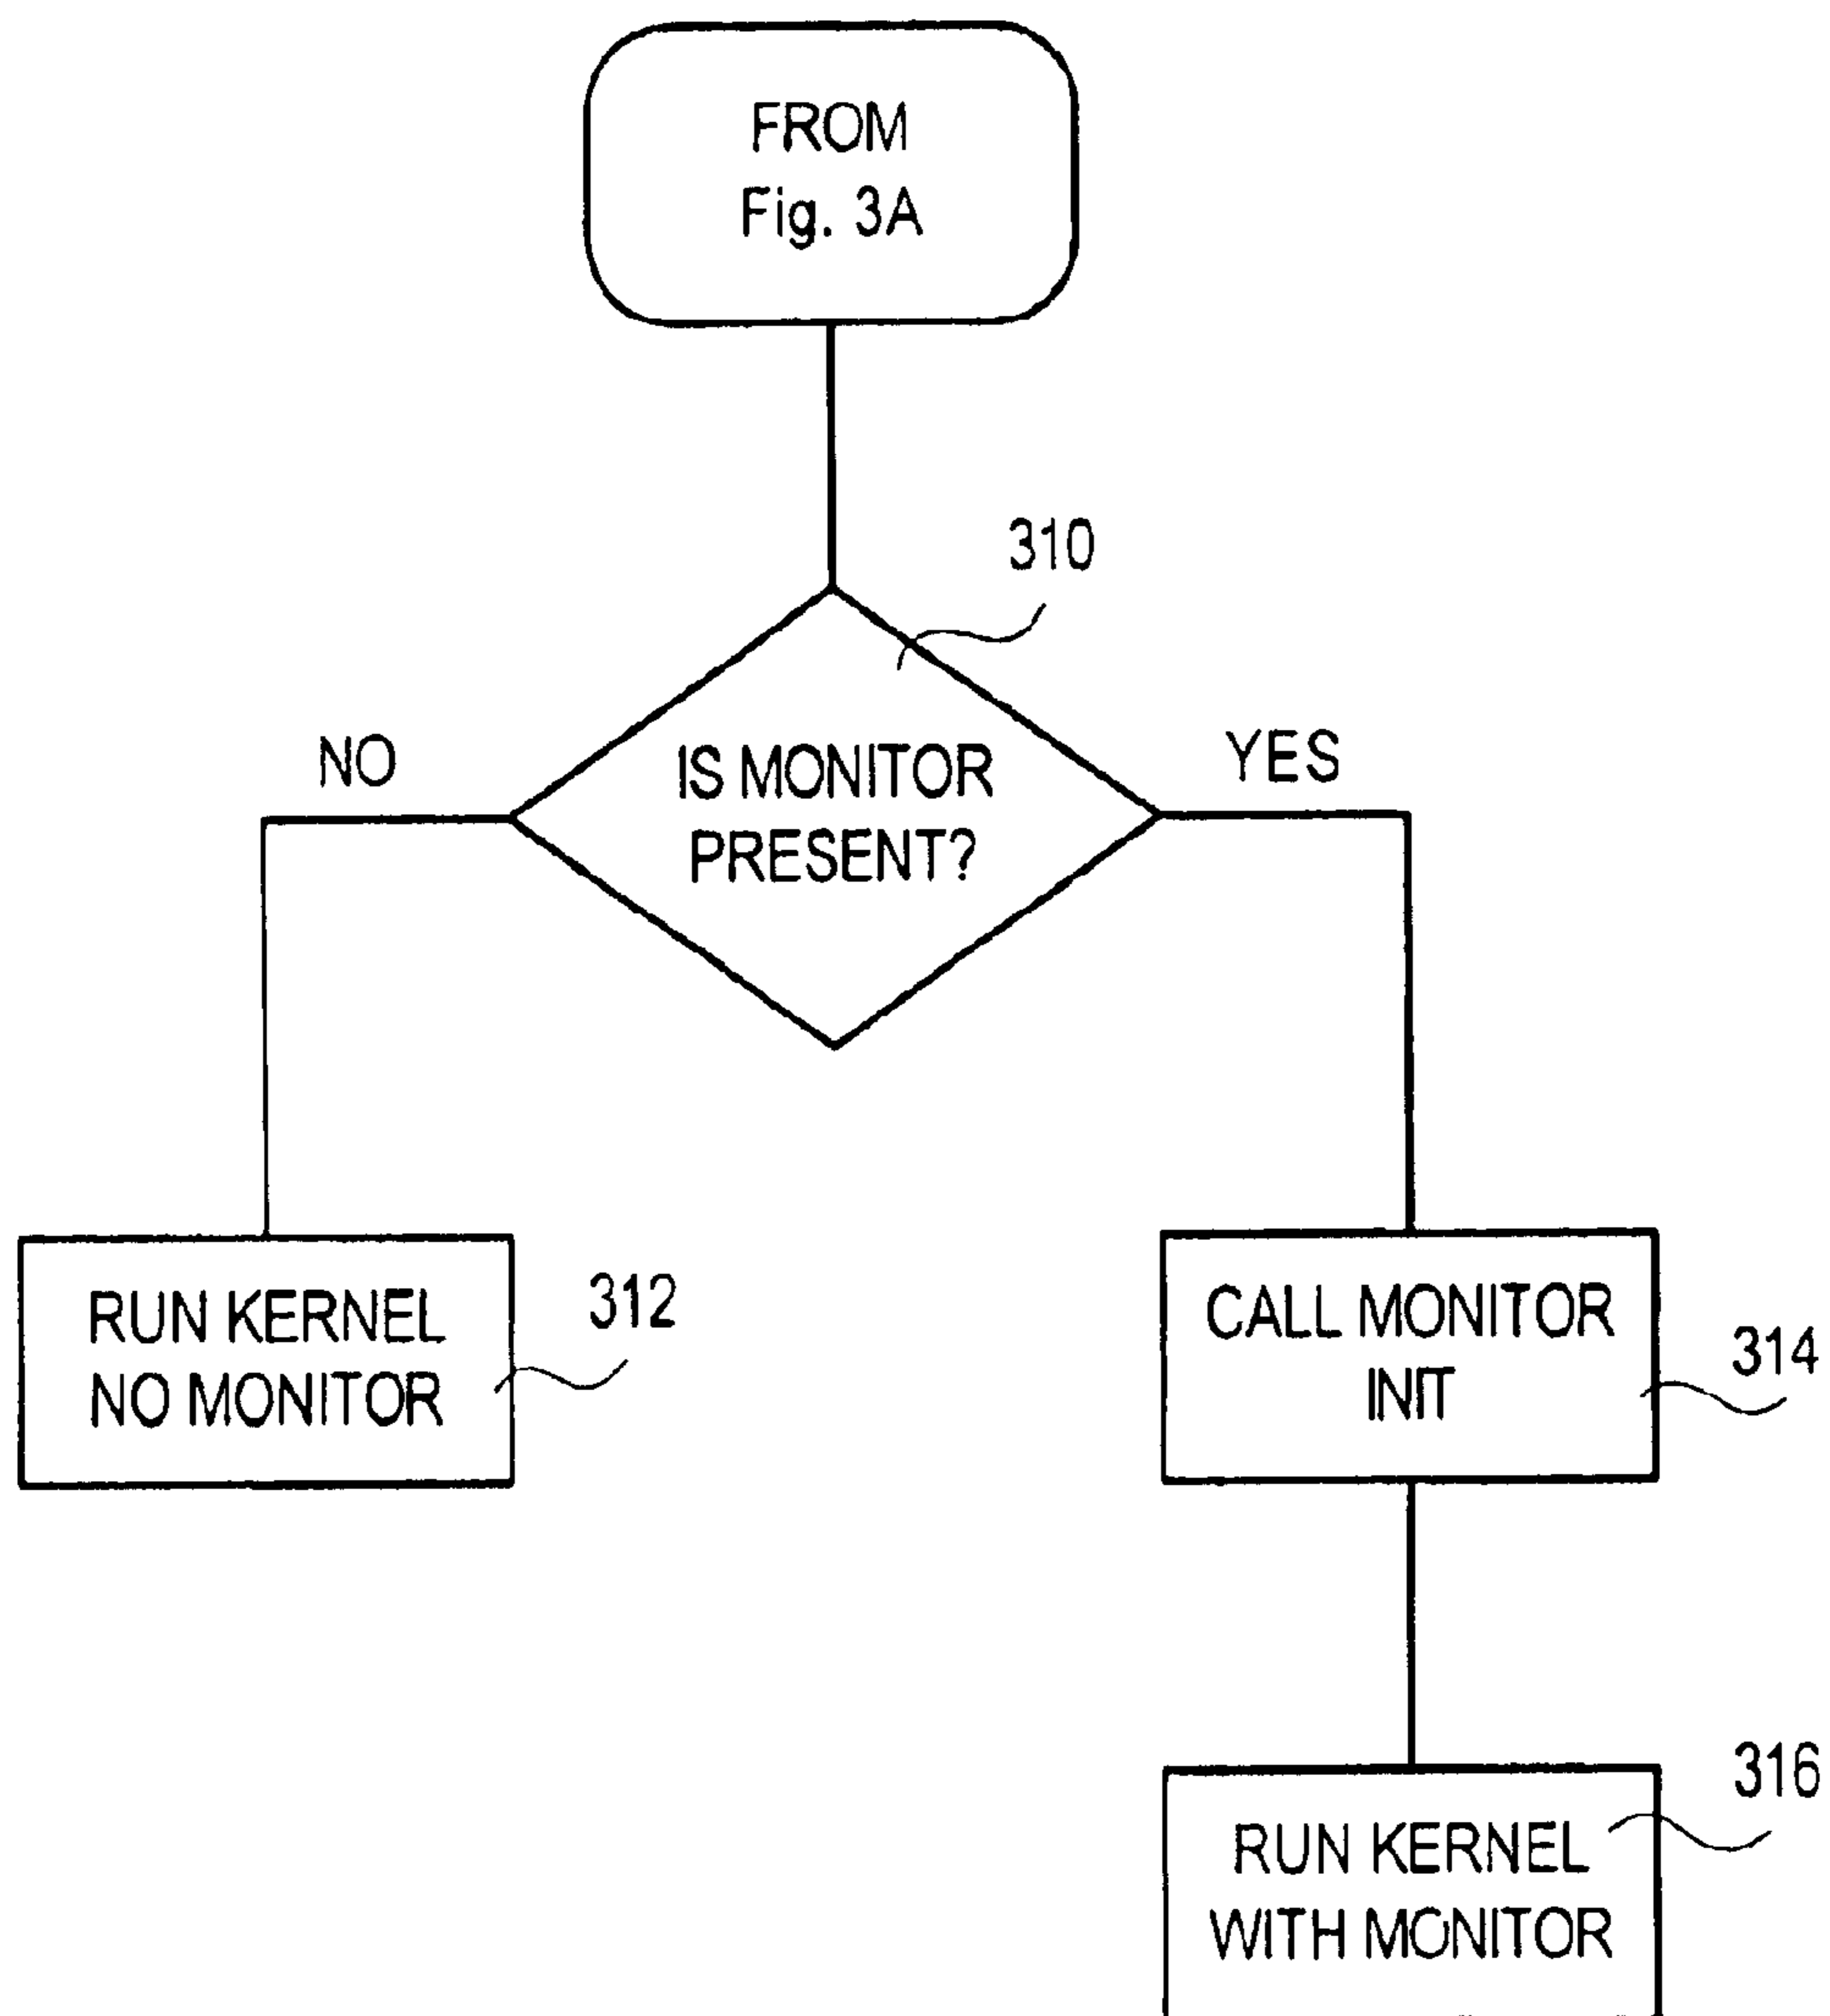 FROM
Fig. 3A
310
NO
IS MONITOR
PRESENT?
YES
RUN KERNEL
NO MONITOR
312
CALL MONITOR
INIT
314
316
RUN KERNEL
WITH MONITOR